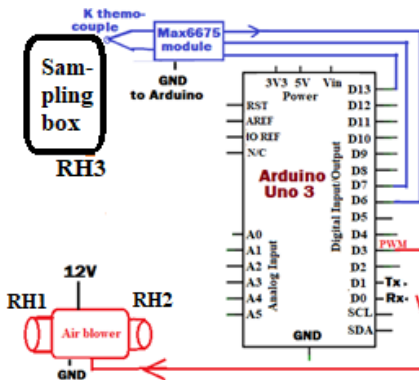 K themo-
couple
Max6675
module
GND
to Arduino
Sam-
pling
box
RH3
3V3 5V Vin
Power
RST
AREF
IO REF
N/C
Arduino
Uno 3
A0
A1
A2
A3
A4
A5
Analog Input
Digital Input/Output
D13
D12
D11
D10
D9
D8
D7
D6
D5
D4
D3
D2
D1
D0
SCL
SDA
PWM
Tx
Rx
GND
12V
RH1
RH2
Air blower
GND